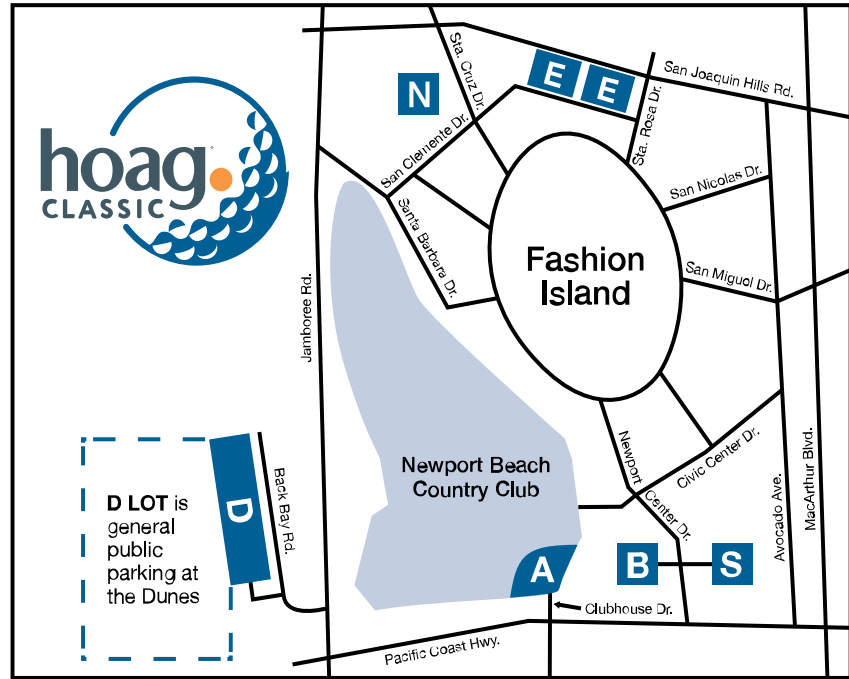 hoag.
CLASSIC
N
E
E
Sta. Cruz Dr.
San Joaquin Hills Rd.
San Clemente Dr.
Sta. Rosa Dr.
San Nicolas Dr.
Santa Barbara Dr.
Fashion
Island
San Miguel Dr.
Jamboree Rd.
Newport Beach
Country Club
Newport
Center Dr.
Civic Center Dr.
Avocado Ave.
MacArthur Blvd.
D LOT is
general
public
parking at
the Dunes
D
Back Bay Rd.
A
B
S
Clubhouse Dr.
Pacific Coast Hwy.